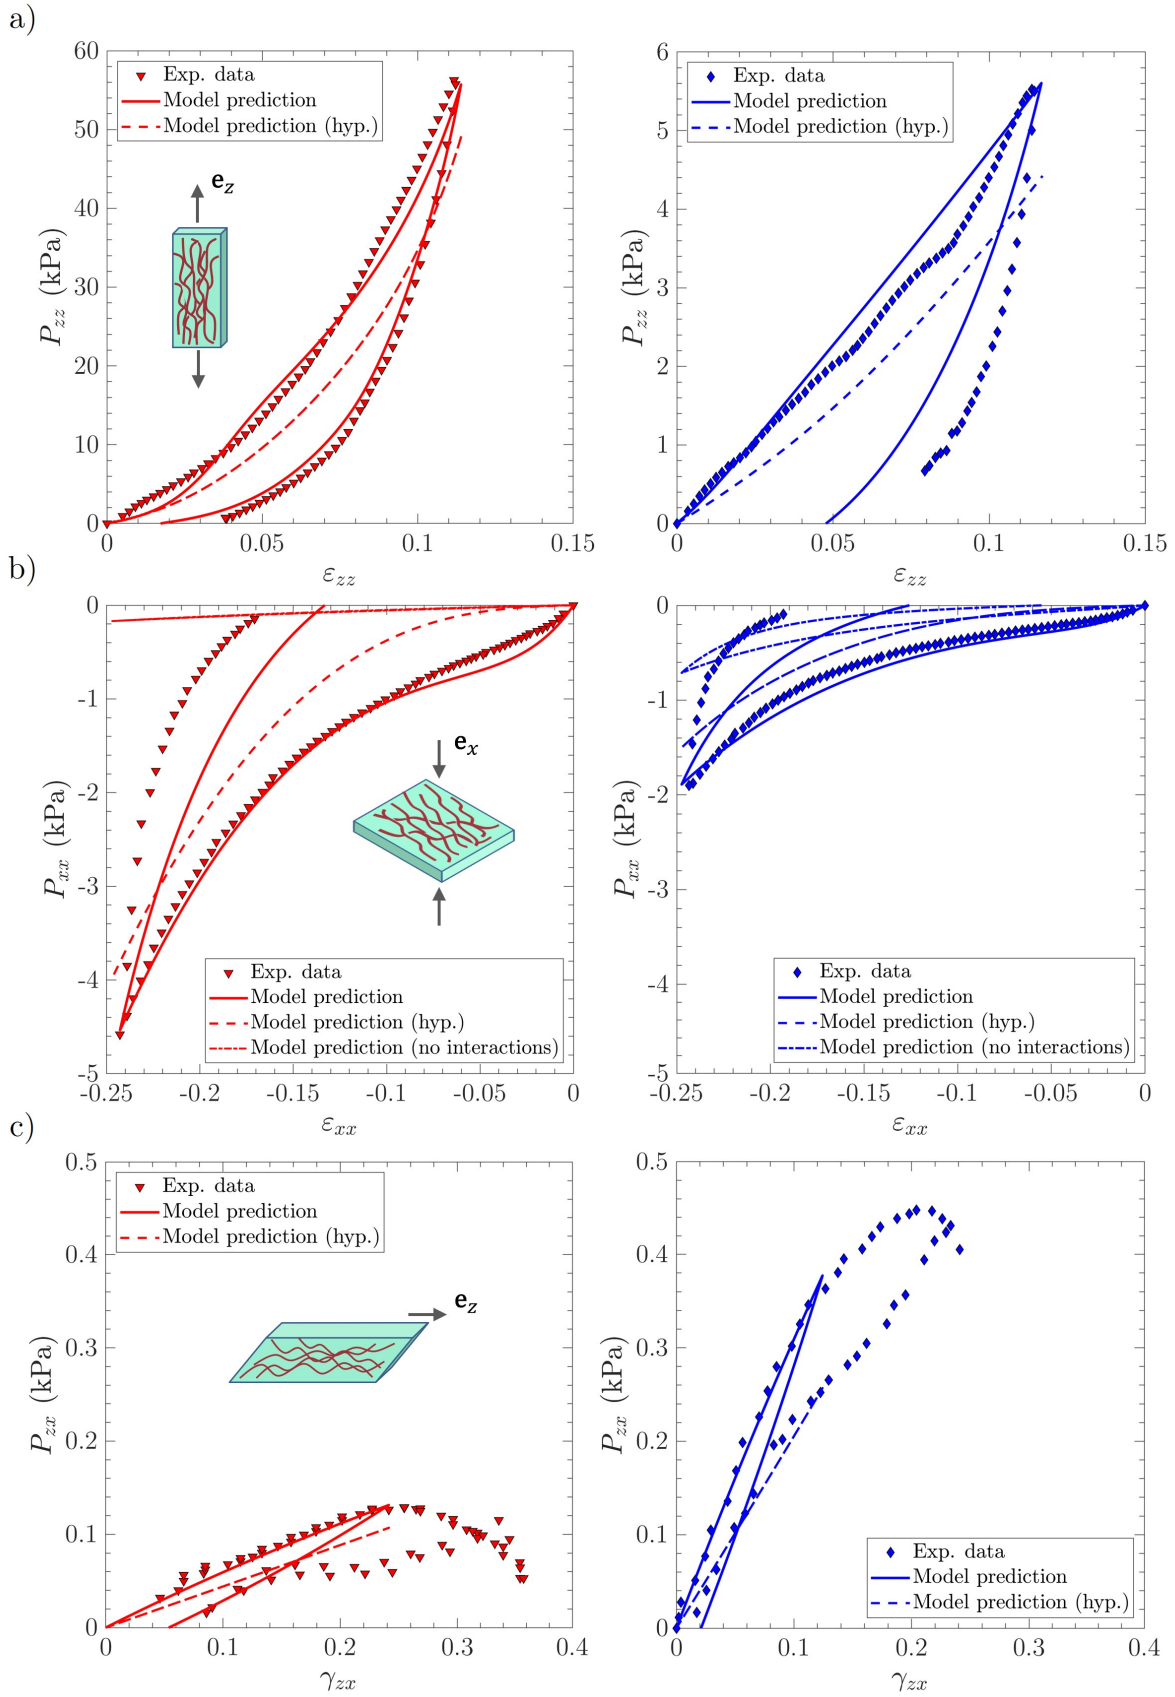 a)
60
50
40
30
20
10
0
P_zz (kPa)
Exp. data
Model prediction
Model prediction (hyp.)
e_z
0 0.05 0.1 0.15
ε_zz
6
5
4
3
2
1
0
P_zz (kPa)
Exp. data
Model prediction
Model prediction (hyp.)
0 0.05 0.1 0.15
ε_zz
b)
0
-1
-2
-3
-4
-5
P_xx (kPa)
e_x
Exp. data
Model prediction
Model prediction (hyp.)
Model prediction (no interactions)
-0.25 -0.2 -0.15 -0.1 -0.05 0
ε_xx
0
-1
-2
-3
-4
-5
P_xx (kPa)
Exp. data
Model prediction
Model prediction (hyp.)
Model prediction (no interactions)
-0.25 -0.2 -0.15 -0.1 -0.05 0
ε_xx
c)
0.5
0.4
0.3
0.2
0.1
0
P_zx (kPa)
Exp. data
Model prediction
Model prediction (hyp.)
e_z
0 0.1 0.2 0.3 0.4
γ_zx
0.5
0.4
0.3
0.2
0.1
0
P_zx (kPa)
Exp. data
Model prediction
Model prediction (hyp.)
0 0.1 0.2 0.3 0.4
γ_zx